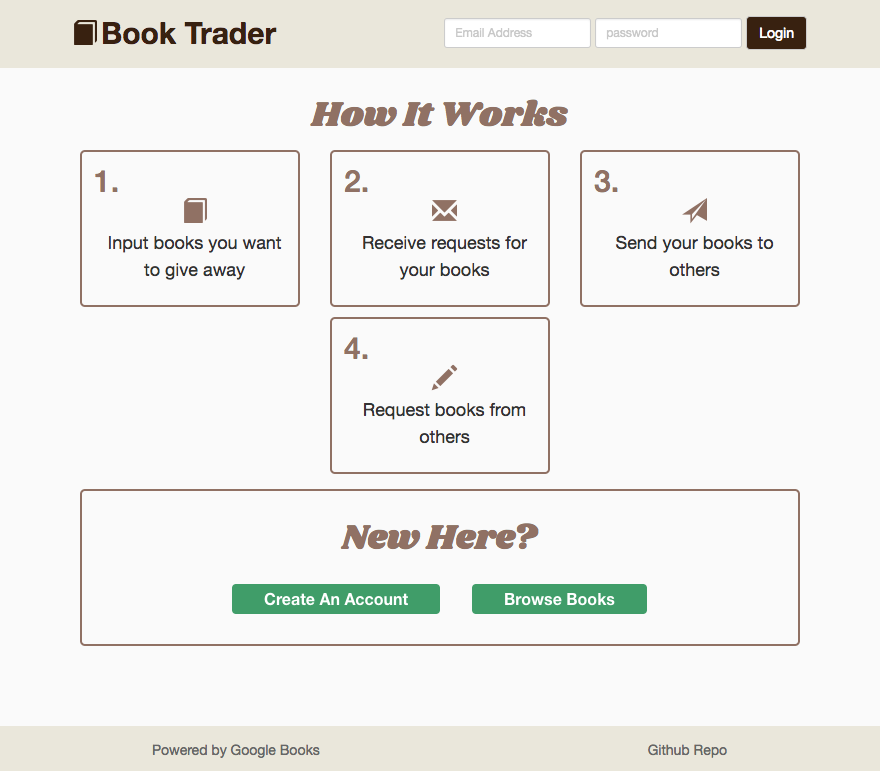 Book Trader
Email Address
password
Login
How It Works
1.
Input books you want
to give away
2.
Receive requests for
your books
3.
Send your books to
others
4.
Request books from
others
New Here?
Create An Account
Browse Books
Powered by Google Books
Github Repo